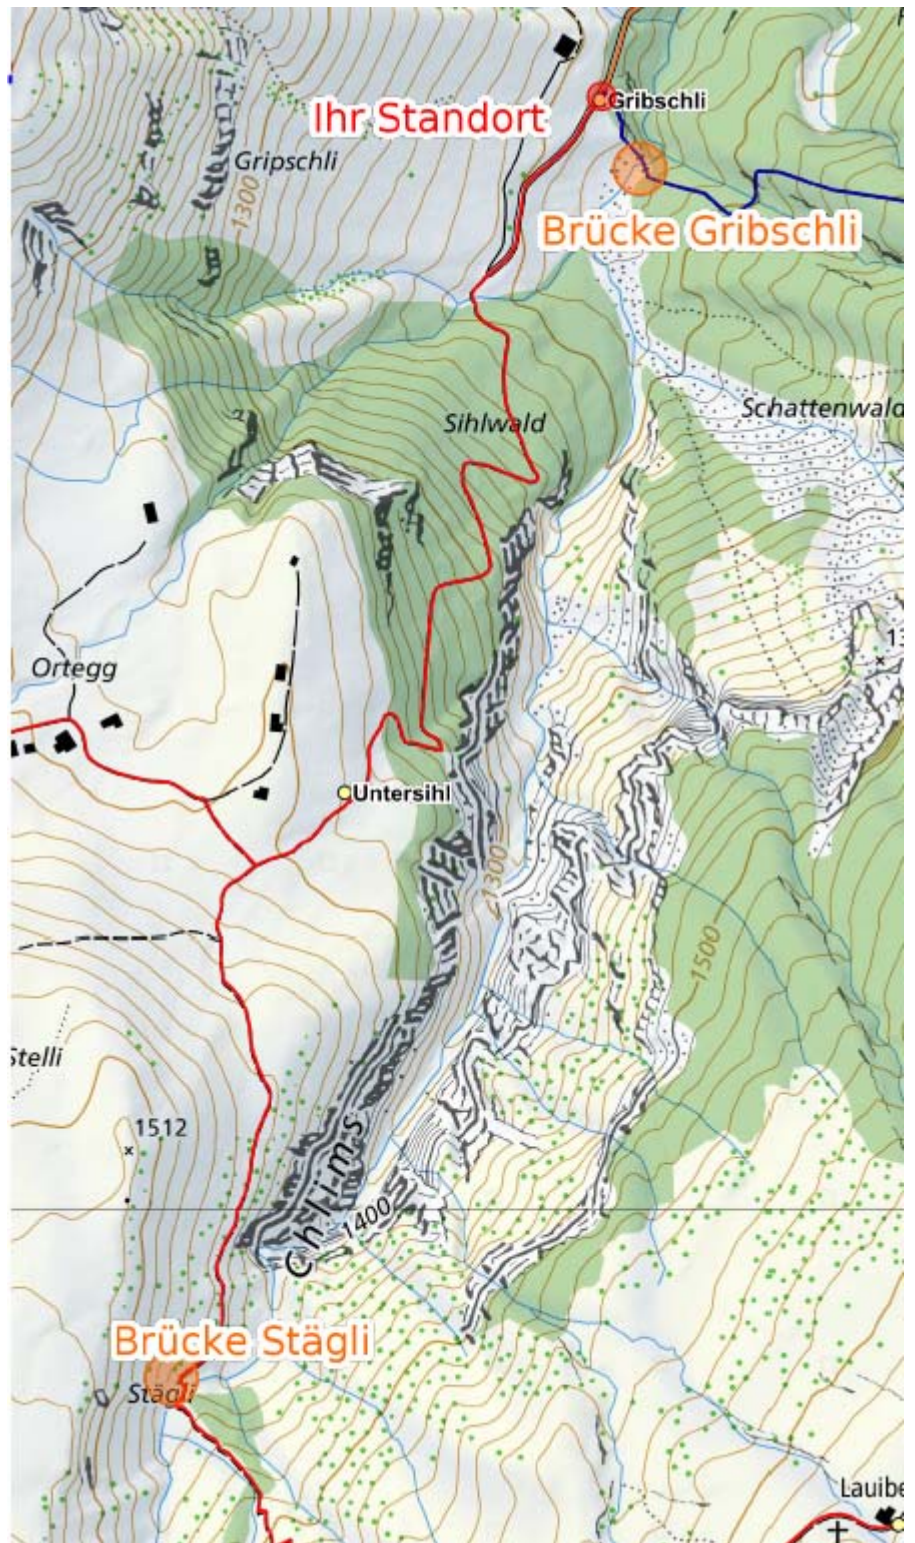 Gribschli
Ihr Standort
Gripschli
1300
Brücke Gribschli
Schattenwald
Sihlwald
Ortegg
Untersihl
1300
1500
Stelli
1512
Chlims
1400
Brücke Stägli
Stägli